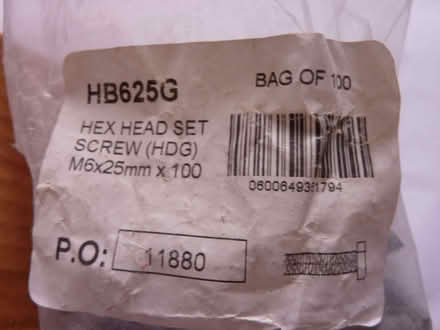 HB625G
BAG OF 100
HEX HEAD SET
SCREW (HDG)
M6x25mm x 100
P.O: 11880